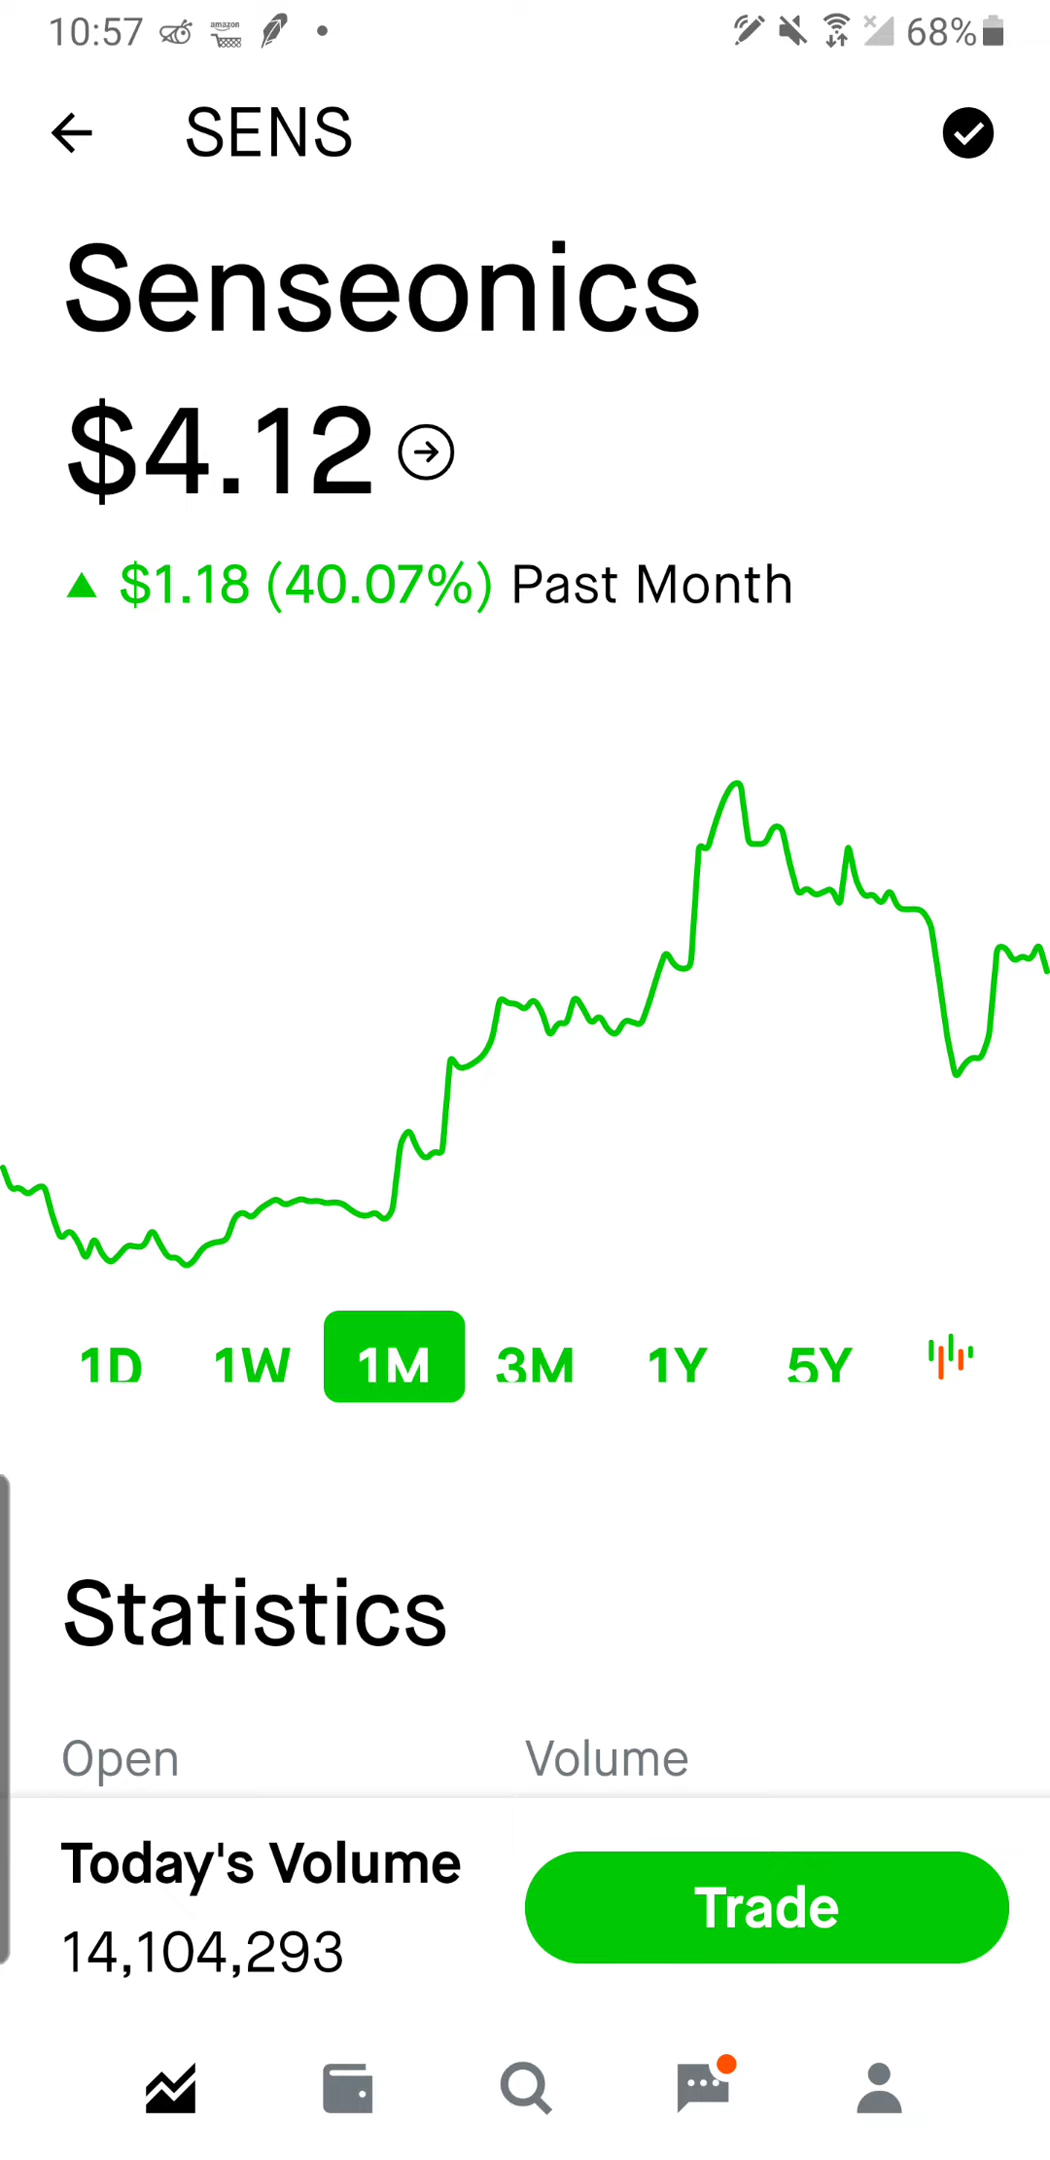 10:57 amazon 68%
SENS
Senseonics
$4.12
$1.18 (40.07%) Past Month
1D 1W 1M 3M 1Y 5Y
Statistics
Open Volume
Today's Volume
14,104,293
Trade